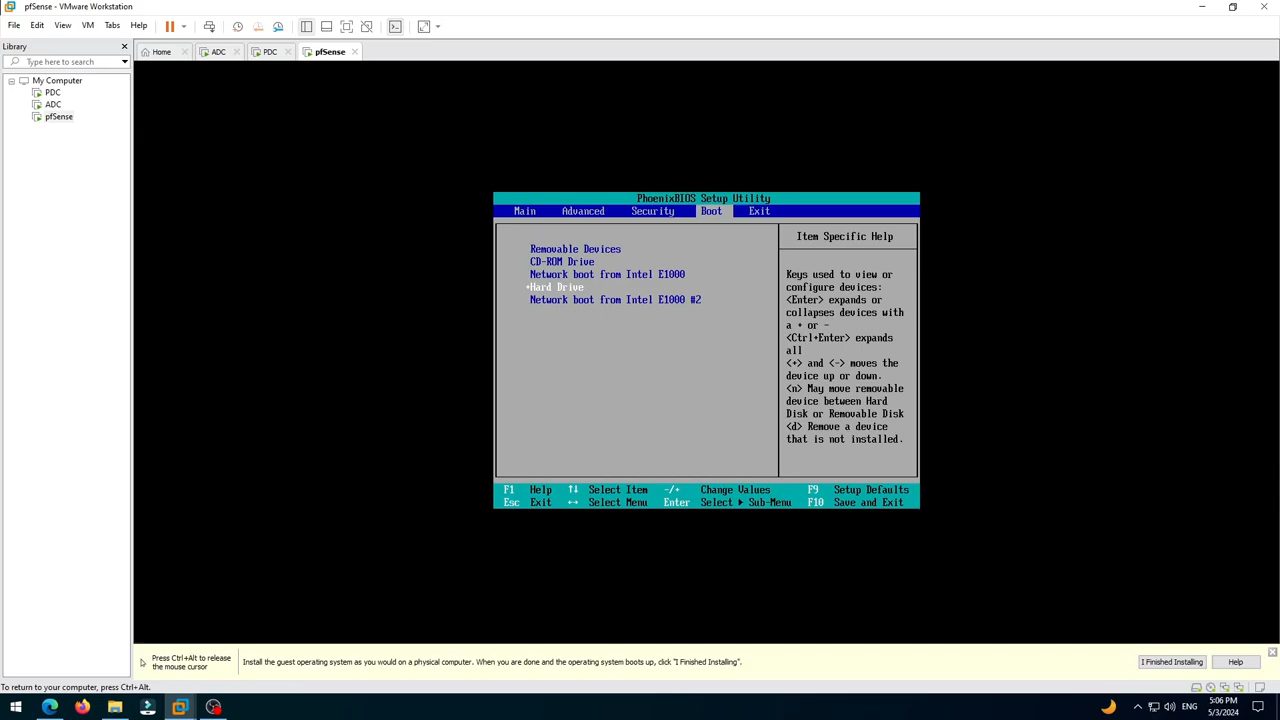 pfSense - VMware Workstation
File Edit View VM Tabs Help
Library
Type here to search
My Computer
PDC
ADC
pfSense
Home ADC PDC pfSense
PhoenixBIOS Setup Utility
Main Advanced Security Boot Exit
Removable Devices
CD-ROM Drive
Network boot from Intel E1000
+Hard Drive
Network boot from Intel E1000 #2
Item Specific Help
Keys used to view or
configure devices:
<Enter> expands or
collapses devices with
a + or -
<Ctrl+Enter> expands
all
<+> and <-> moves the
device up or down.
<n> May move removable
device between Hard
Disk or Removable Disk
<d> Remove a device
that is not installed.
F1 Help ↑↓ Select Item -/+ Change Values F9 Setup Defaults
Esc Exit ↔ Select Menu Enter Select ▶ Sub-Menu F10 Save and Exit
Press Ctrl+Alt to release
the mouse cursor
Install the guest operating system as you would on a physical computer. When you are done and the operating system boots up, click "I Finished Installing".
I Finished Installing Help
To return to your computer, press Ctrl+Alt.
ENG
5:06 PM
5/3/2024